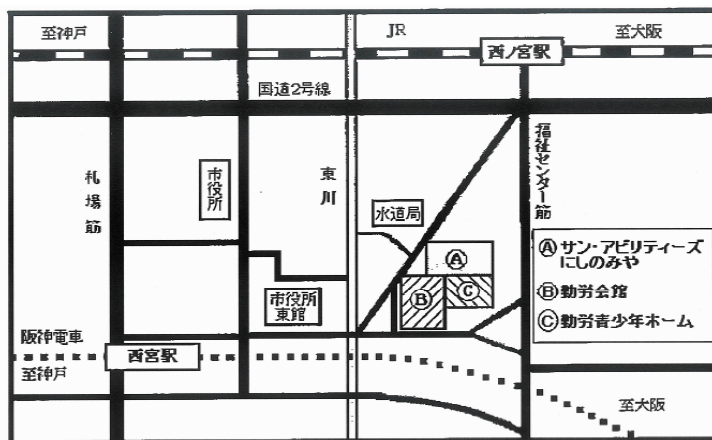 至神戸
JR
西ノ宮駅
至大阪
国道2号線
札場筋
市役所
東川
水道局
福祉センター筋
Ⓐ
Ⓑ
Ⓒ
Ⓐ サン・アビリティーズ
にしのみや
Ⓑ 勤労会館
Ⓒ 勤労青少年ホーム
市役所
東館
阪神電車
西宮駅
至神戸
至大阪